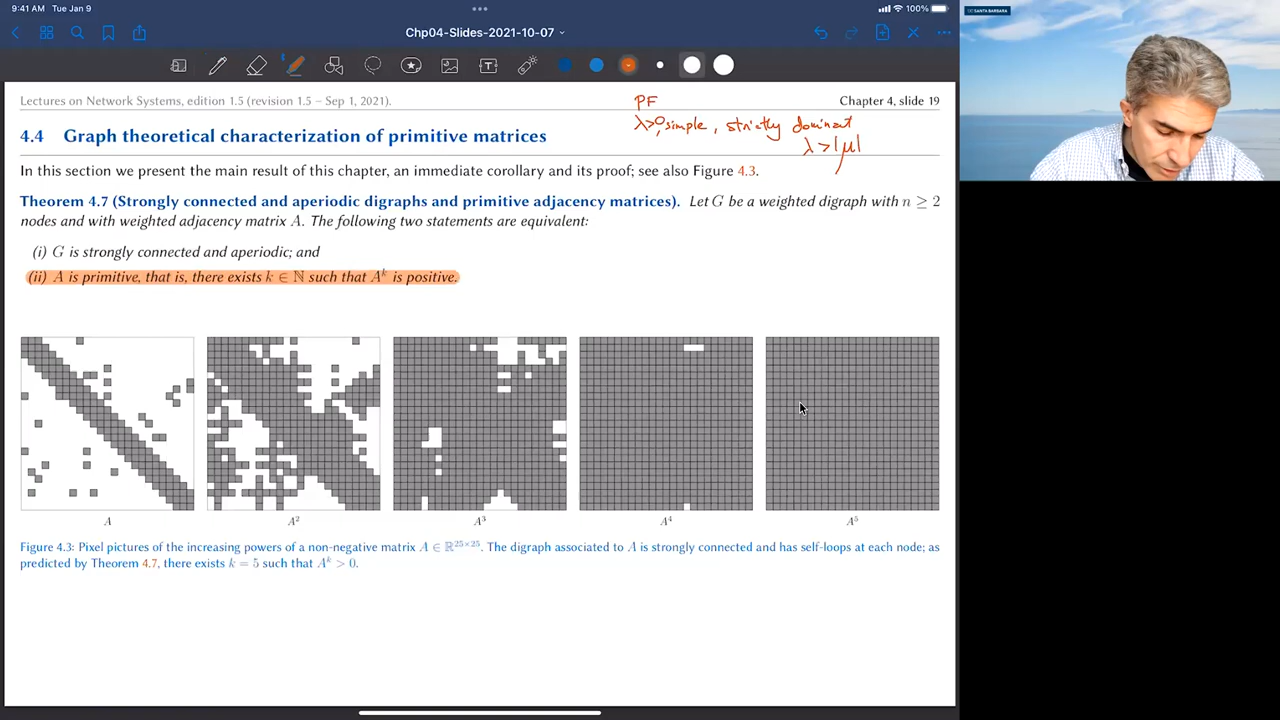 9:41 AM Tue Jan 9
100%
Chp04-Slides-2021-10-07
SANTA BARBARA
Lectures on Network Systems, edition 1.5 (revision 1.5 – Sep 1, 2021).
PF
Chapter 4, slide 19
λ>0 simple, strictly dominant
λ > |μ|
4.4 Graph theoretical characterization of primitive matrices
In this section we present the main result of this chapter, an immediate corollary and its proof; see also Figure 4.3.
Theorem 4.7 (Strongly connected and aperiodic digraphs and primitive adjacency matrices). Let G be a weighted digraph with n ≥ 2
nodes and with weighted adjacency matrix A. The following two statements are equivalent:
(i) G is strongly connected and aperiodic; and
(ii) A is primitive, that is, there exists k ∈ ℕ such that A^k is positive.
A
A²
A³
A⁴
A⁵
Figure 4.3: Pixel pictures of the increasing powers of a non-negative matrix A ∈ ℝ^{25×25}. The digraph associated to A is strongly connected and has self-loops at each node; as
predicted by Theorem 4.7, there exists k = 5 such that A^k > 0.